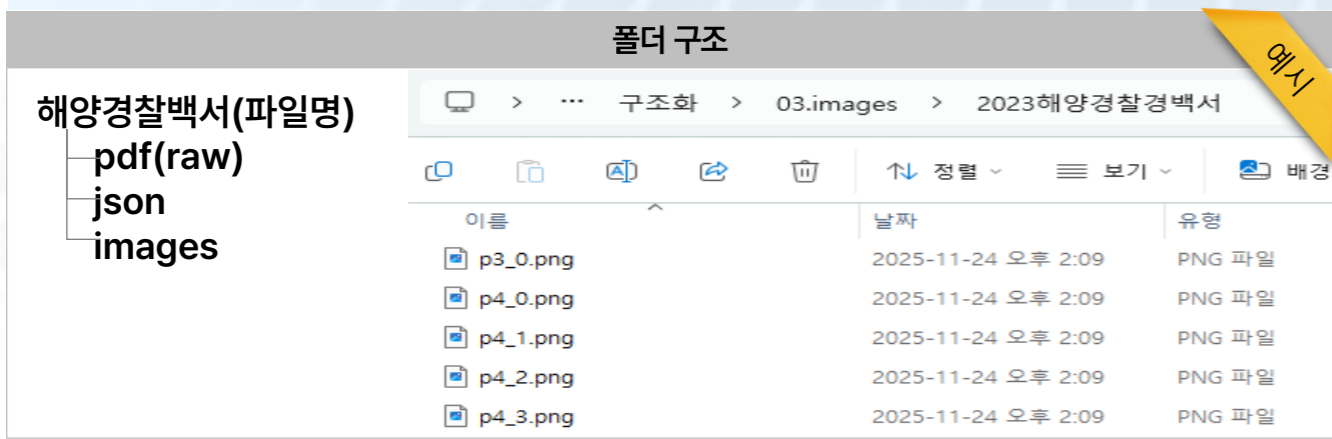 폴더 구조
예시
해양경찰백서(파일명)
pdf(raw)
json
images
> ··· 구조화 > 03.images > 2023해양경찰경백서
정렬 보기 배경
이름 날짜 유형
p3_0.png 2025-11-24 오후 2:09 PNG 파일
p4_0.png 2025-11-24 오후 2:09 PNG 파일
p4_1.png 2025-11-24 오후 2:09 PNG 파일
p4_2.png 2025-11-24 오후 2:09 PNG 파일
p4_3.png 2025-11-24 오후 2:09 PNG 파일